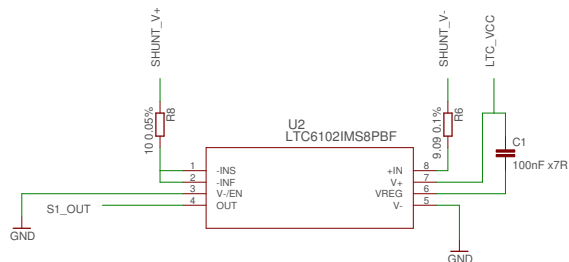 SHUNT_V+
SHUNT_V-
LTC_VCC
10 0.05%
R8
9.09 0.1%
R6
U2
LTC6102IMS8PBF
C1
100nF x7R
1 -INS +IN 8
2 -INF V+ 7
3 V-/EN VREG 6
4 OUT V- 5
S1_OUT
GND
GND